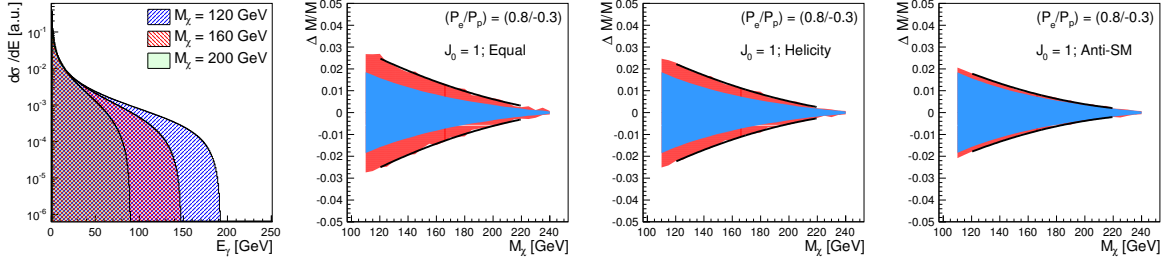 dσ/dE [a.u.]
M_χ = 120 GeV
M_χ = 160 GeV
M_χ = 200 GeV
10⁻¹
10⁻²
10⁻³
10⁻⁴
10⁻⁵
10⁻⁶
0 50 100 150 200 250
E_γ [GeV]
Δ M/M
(P_e/P_p) = (0.8/-0.3)
J_0 = 1; Equal
0.05
0.04
0.03
0.02
0.01
0
-0.01
-0.02
-0.03
-0.04
-0.05
100 120 140 160 180 200 220 240
M_χ [GeV]
Δ M/M
(P_e/P_p) = (0.8/-0.3)
J_0 = 1; Helicity
0.05
0.04
0.03
0.02
0.01
0
-0.01
-0.02
-0.03
-0.04
-0.05
100 120 140 160 180 200 220 240
M_χ [GeV]
Δ M/M
(P_e/P_p) = (0.8/-0.3)
J_0 = 1; Anti-SM
0.05
0.04
0.03
0.02
0.01
0
-0.01
-0.02
-0.03
-0.04
-0.05
100 120 140 160 180 200 220 240
M_χ [GeV]